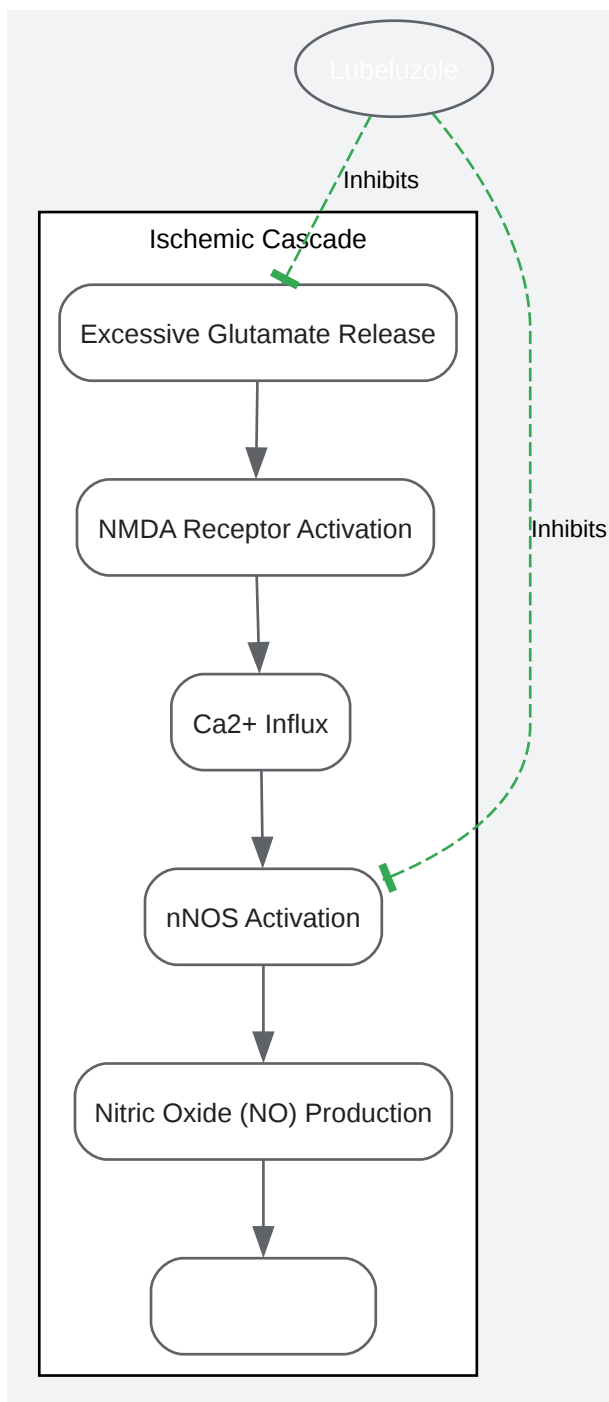 Lubeluzole
Inhibits
Ischemic Cascade
Excessive Glutamate Release
NMDA Receptor Activation
Inhibits
Ca2+ Influx
nNOS Activation
Nitric Oxide (NO) Production